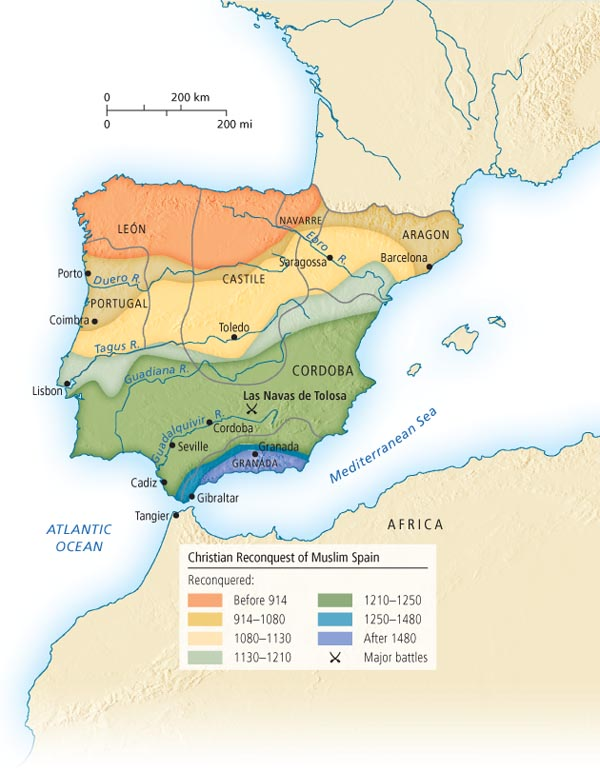 0 200 km
0 200 mi
LEÓN
NAVARRE
ARAGON
Ebro R.
Saragossa
Barcelona
Porto
Duero R.
CASTILE
PORTUGAL
Coimbra
Toledo
Tagus R.
Guadiana R.
CORDOBA
Lisbon
Las Navas de Tolosa
Guadalquivir R.
Cordoba
Seville
Granada
GRANADA
Mediterranean Sea
Cadiz
Gibraltar
Tangier
AFRICA
ATLANTIC
OCEAN
Christian Reconquest of Muslim Spain
Reconquered:
Before 914
914–1080
1080–1130
1130–1210
1210–1250
1250–1480
After 1480
Major battles